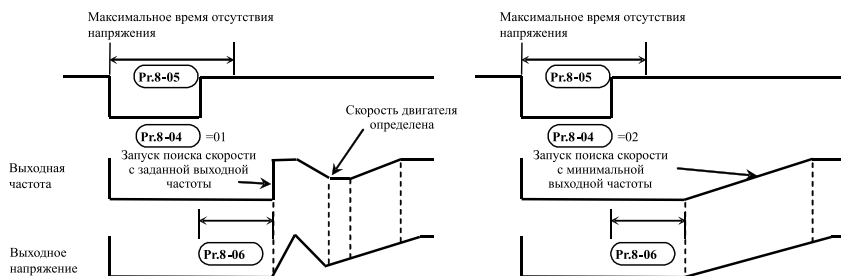 Максимальное время отсутствия
напряжения
Pr.8-05
Pr.8-04 =01
Скорость двигателя
определена
Выходная
частота
Запуск поиска скорости
с заданной выходной
частоты
Pr.8-06
Выходное
напряжение
Максимальное время отсутствия
напряжения
Pr.8-05
Pr.8-04 =02
Запуск поиска скорости
с минимальной
выходной частоты
Pr.8-06